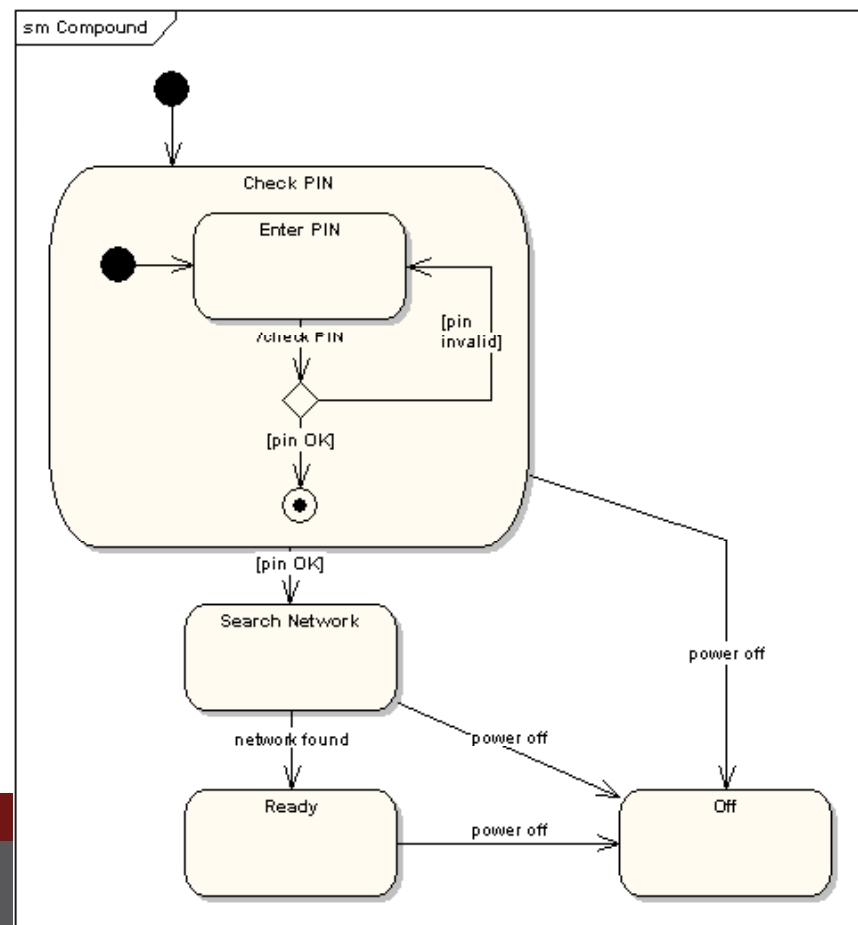 sm Compound
Check PIN
Enter PIN
[pin
invalid]
/check PIN
[pin OK]
[pin OK]
Search Network
power off
network found
power off
Ready
Off
power off